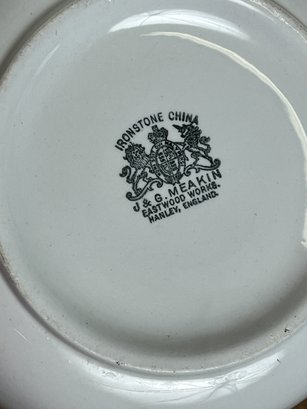 IRONSTONE CHINA
J & G. MEAKIN
EASTWOOD WORKS.
HANLEY, ENGLAND.